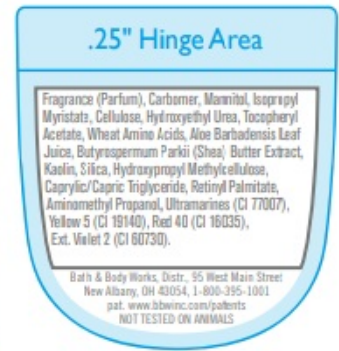 .25" Hinge Area
Fragrance (Parfum), Carbomer, Mannitol, Isopropyl
Myristate, Cellulose, Hydroxyethyl Urea, Tocopheryl
Acetate, Wheat Amino Acids, Aloe Barbadensis Leaf
Juice, Butyrospermum Parkii (Shea) Butter Extract,
Kaolin, Silica, Hydroxypropyl Methylcellulose,
Caprylic/Capric Triglyceride, Retinyl Palmitate,
Aminomethyl Propanol, Ultramarines (CI 77007),
Yellow 5 (CI 19140), Red 40 (CI 16035),
Ext. Violet 2 (CI 60730).
Bath & Body Works, Distr., 95 West Main Street
New Albany, OH 43054, 1-800-395-1001
pat. www.bbwinc.com/patents
NOT TESTED ON ANIMALS